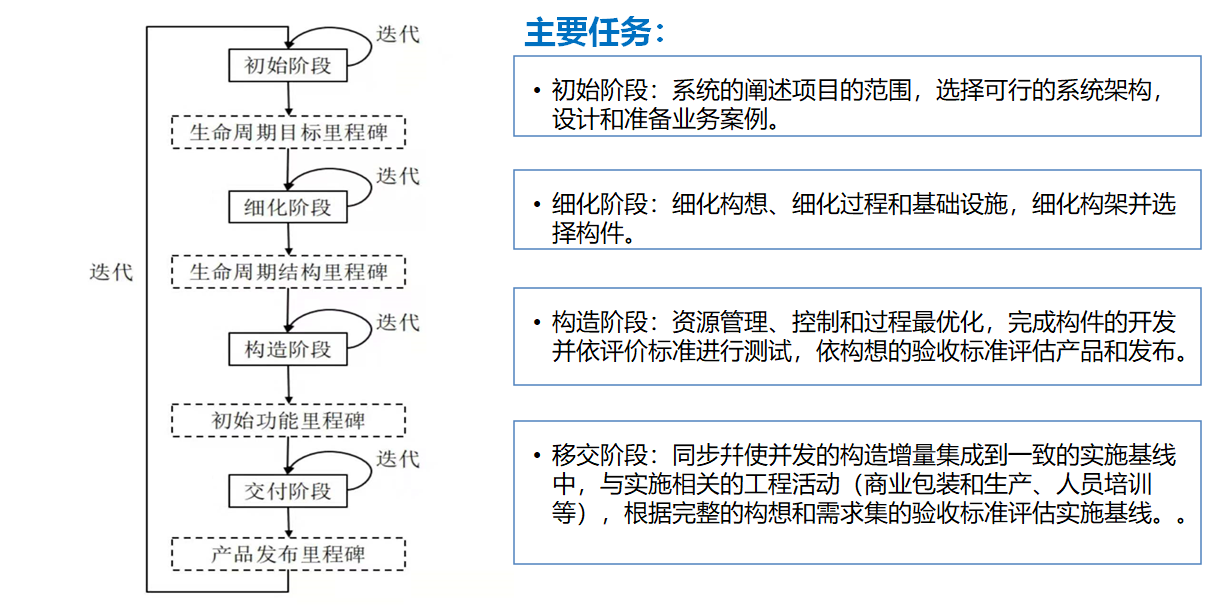 迭代
初始阶段
生命周期目标里程碑
迭代
细化阶段
迭代
生命周期结构里程碑
迭代
构造阶段
初始功能里程碑
迭代
交付阶段
产品发布里程碑
主要任务：
• 初始阶段：系统的阐述项目的范围，选择可行的系统架构，
设计和准备业务案例。
• 细化阶段：细化构想、细化过程和基础设施，细化构架并选
择构件。
• 构造阶段：资源管理、控制和过程最优化，完成构件的开发
并依评价标准进行测试，依构想的验收标准评估产品和发布。
• 移交阶段：同步幷使并发的构造增量集成到一致的实施基线
中，与实施相关的工程活动（商业包装和生产、人员培训
等），根据完整的构想和需求集的验收标准评估实施基线。。